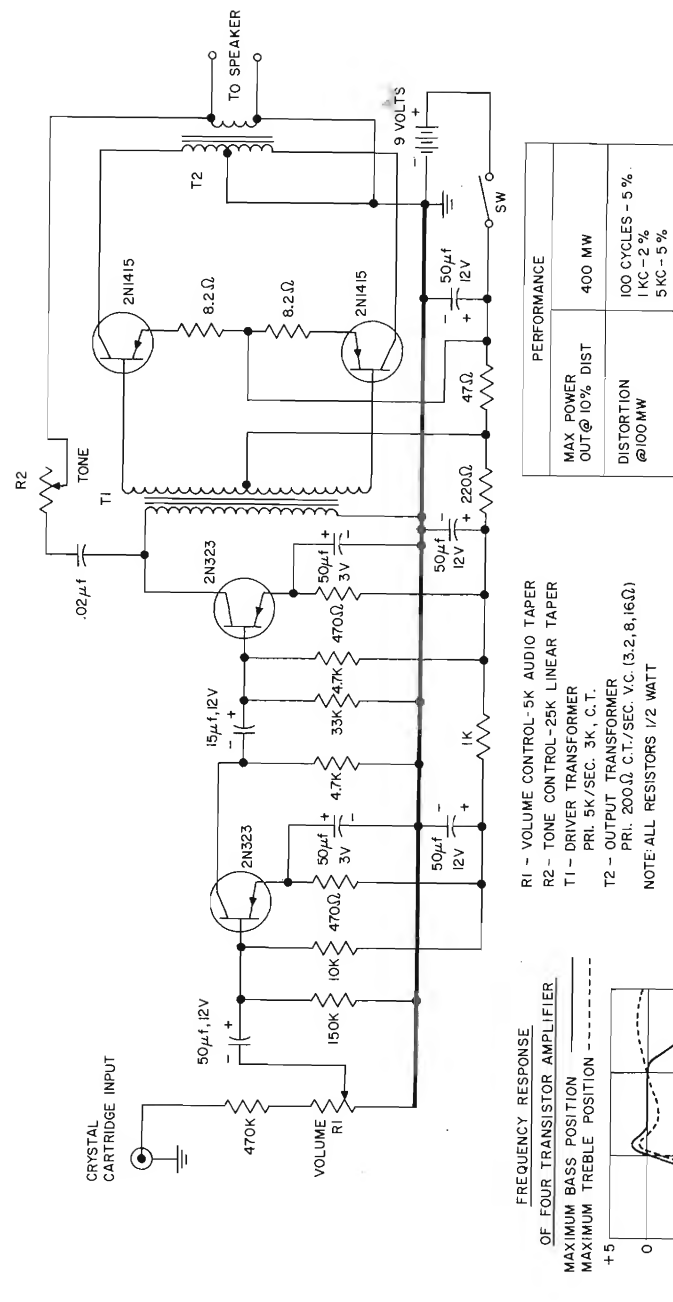 CRYSTAL
CARTRIDGE INPUT
470K
VOLUME
R1
50μf,12V
-
+
150K
10K
2N323
470Ω
50μf
3V
+
-
4.7K
15μf,12V
-
+
33K
4.7K
2N323
470Ω
50μf
3V
+
-
.02μf
R2
TONE
T1
2N1415
8.2Ω
8.2Ω
2N1415
T2
TO SPEAKER
9 VOLTS
-
+
SW
50μf
12V
-
+
1K
50μf
12V
-
+
220Ω
47Ω
50μf
12V
-
+
R1 – VOLUME CONTROL-5K AUDIO TAPER
R2 – TONE CONTROL-25K LINEAR TAPER
T1 – DRIVER TRANSFORMER
PRI. 5K/SEC. 3K, C.T.
T2 – OUTPUT TRANSFORMER
PRI. 200Ω C.T./SEC. V.C. (3.2,8,16Ω)
NOTE: ALL RESISTORS 1/2 WATT
PERFORMANCE
MAX POWER
OUT @ 10% DIST
400 MW
DISTORTION
@ 100 MW
100 CYCLES - 5%
1 KC - 2%
5 KC - 5%
FREQUENCY RESPONSE
OF FOUR TRANSISTOR AMPLIFIER
MAXIMUM BASS POSITION
MAXIMUM TREBLE POSITION
+5
0